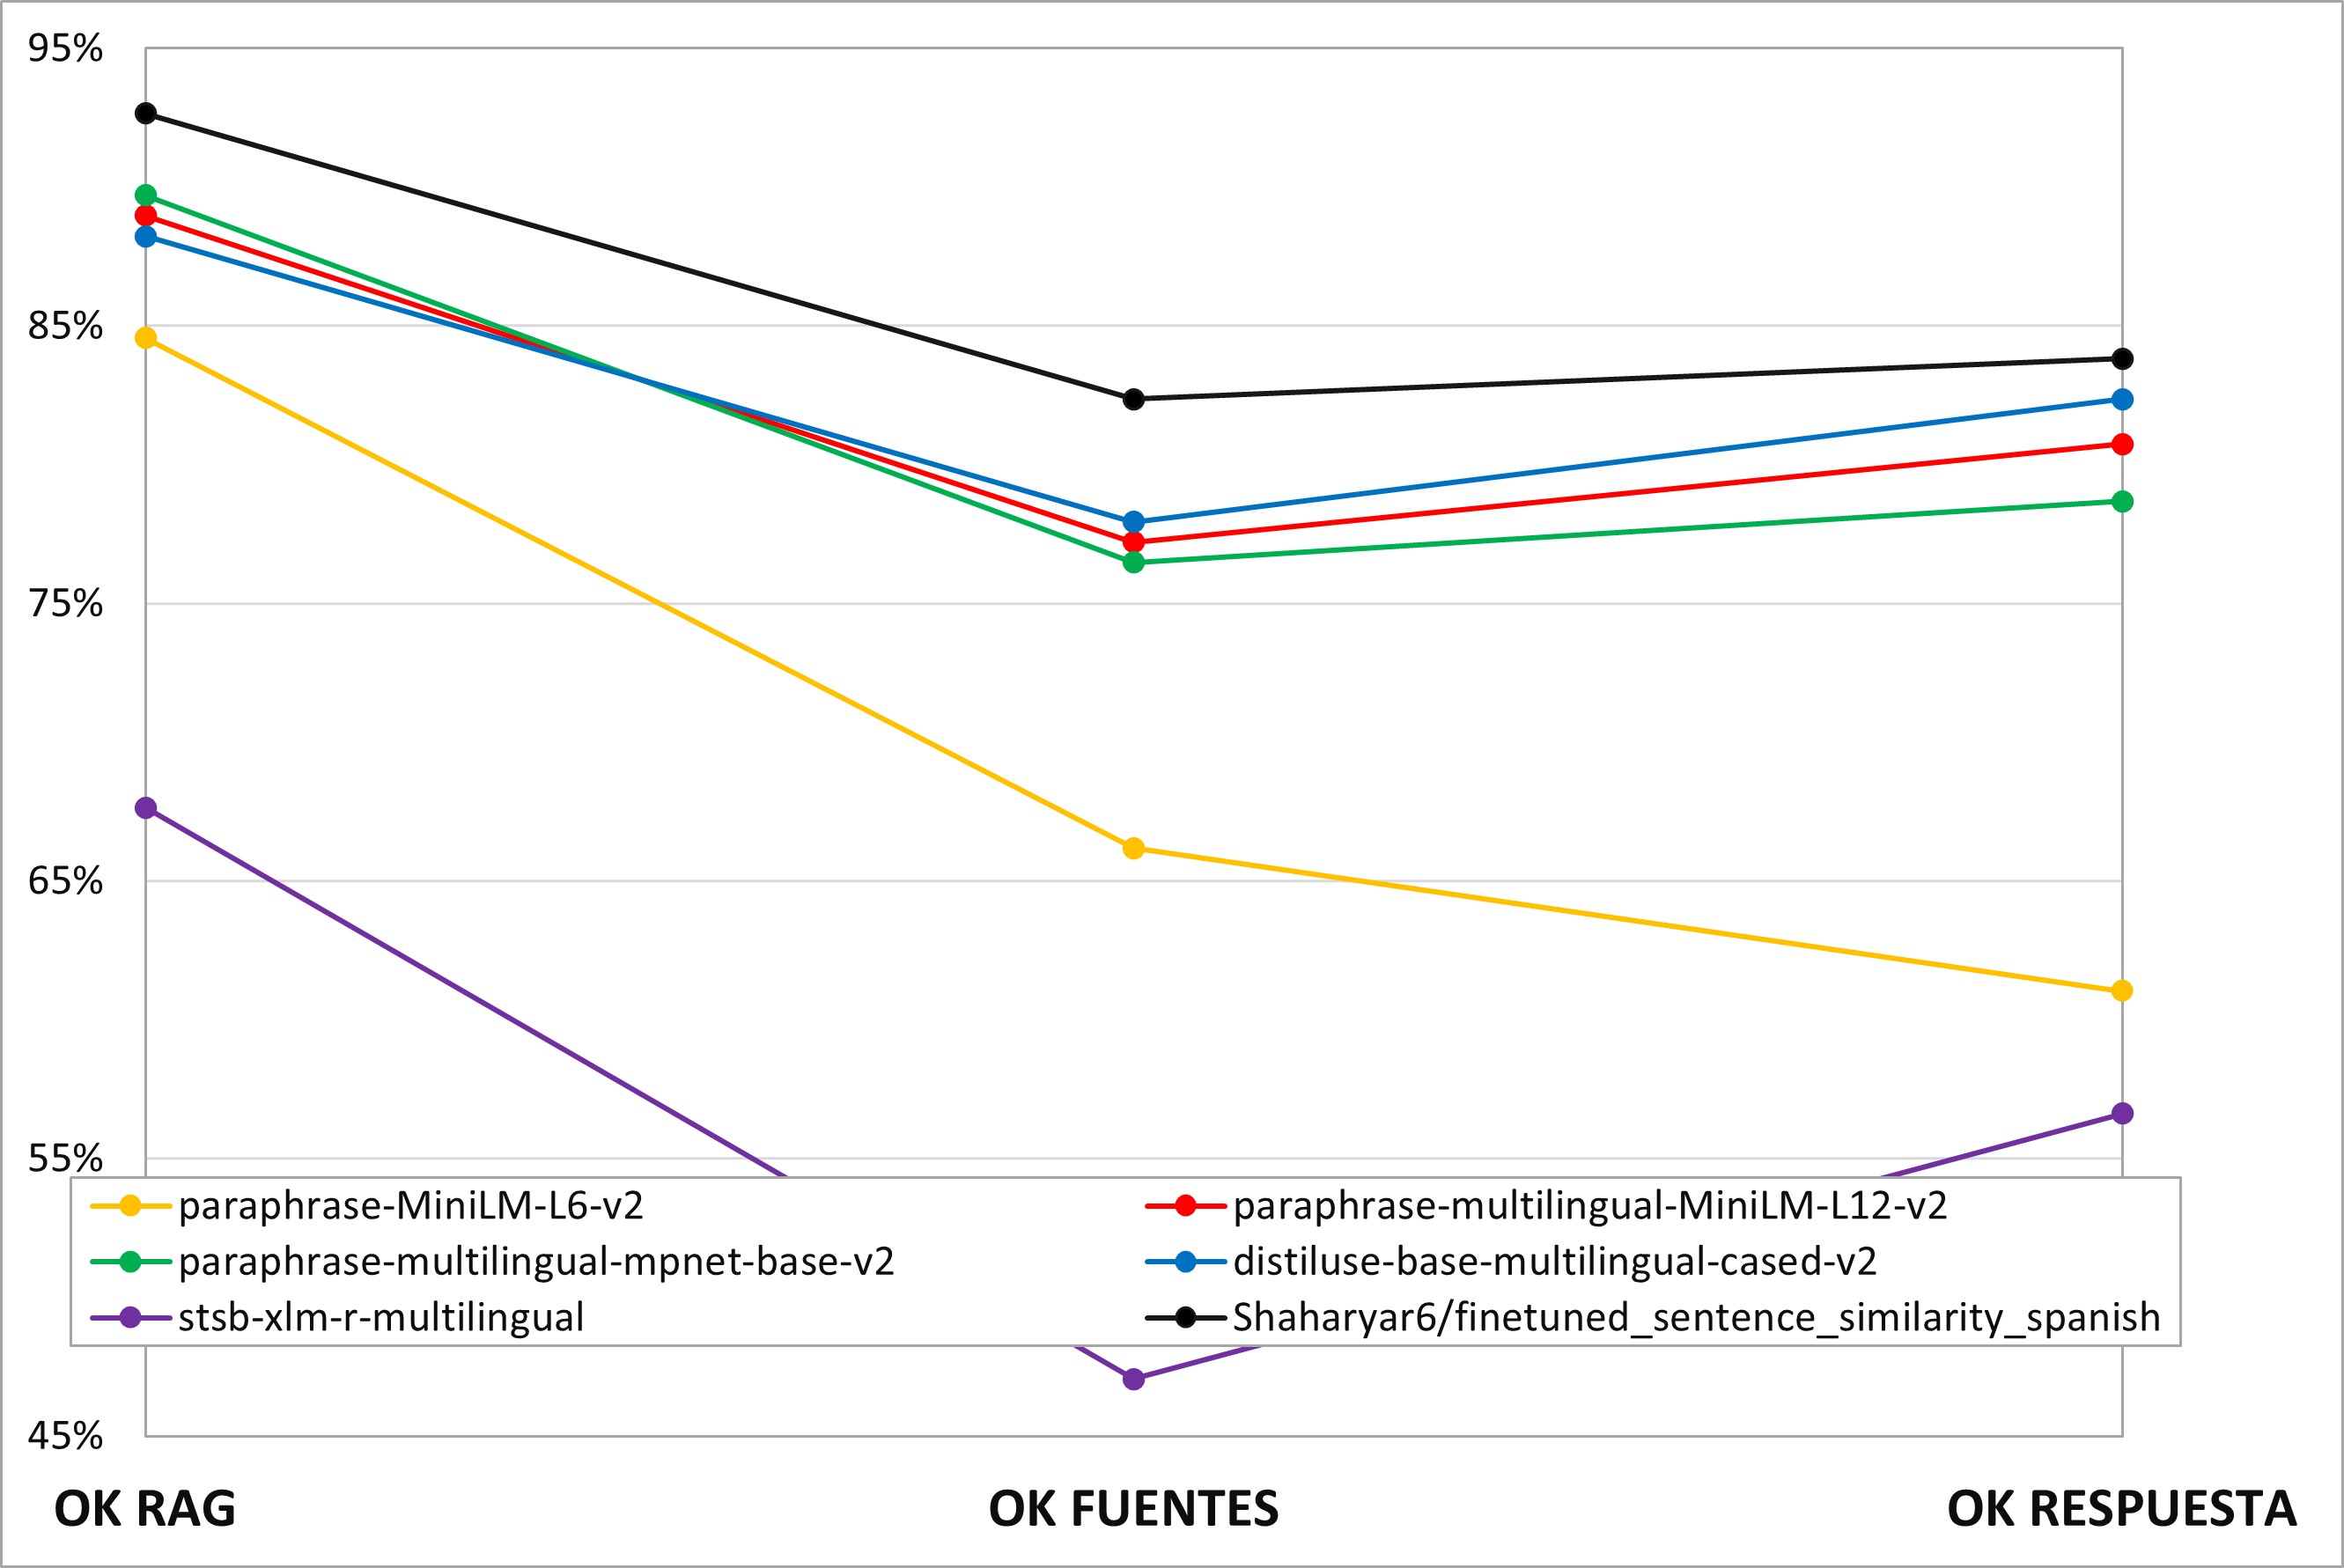 95%
85%
75%
65%
55%
paraphrase-MiniLM-L6-v2
paraphrase-multilingual-MiniLM-L12-v2
paraphrase-multilingual-mpnet-base-v2
distiluse-base-multilingual-cased-v2
stsb-xlm-r-multilingual
Shaharyar6/finetuned_sentence_similarity_spanish
45%
OK RAG
OK FUENTES
OK RESPUESTA